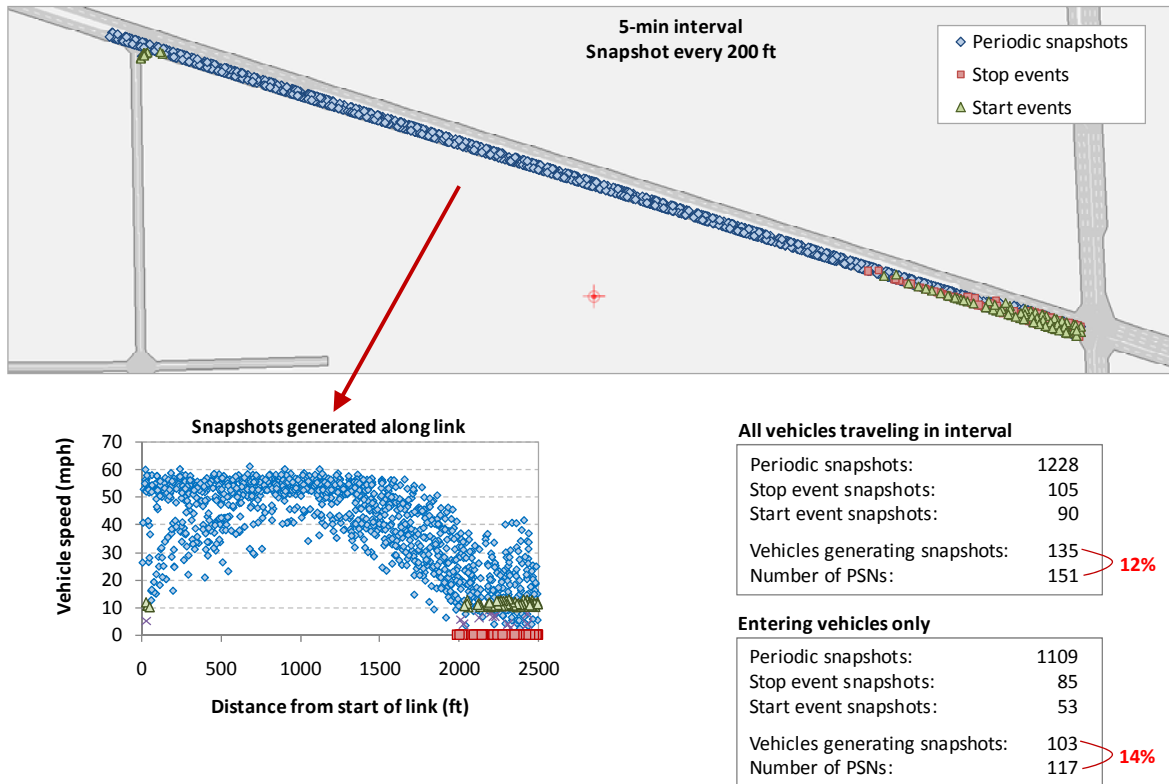 5-min interval
Snapshot every 200 ft
Periodic snapshots
Stop events
Start events
Snapshots generated along link
Vehicle speed (mph)
70
60
50
40
30
20
10
0
0 500 1000 1500 2000 2500
Distance from start of link (ft)
All vehicles traveling in interval
Periodic snapshots: 1228
Stop event snapshots: 105
Start event snapshots: 90
Vehicles generating snapshots: 135
Number of PSNs: 151
12%
Entering vehicles only
Periodic snapshots: 1109
Stop event snapshots: 85
Start event snapshots: 53
Vehicles generating snapshots: 103
Number of PSNs: 117
14%